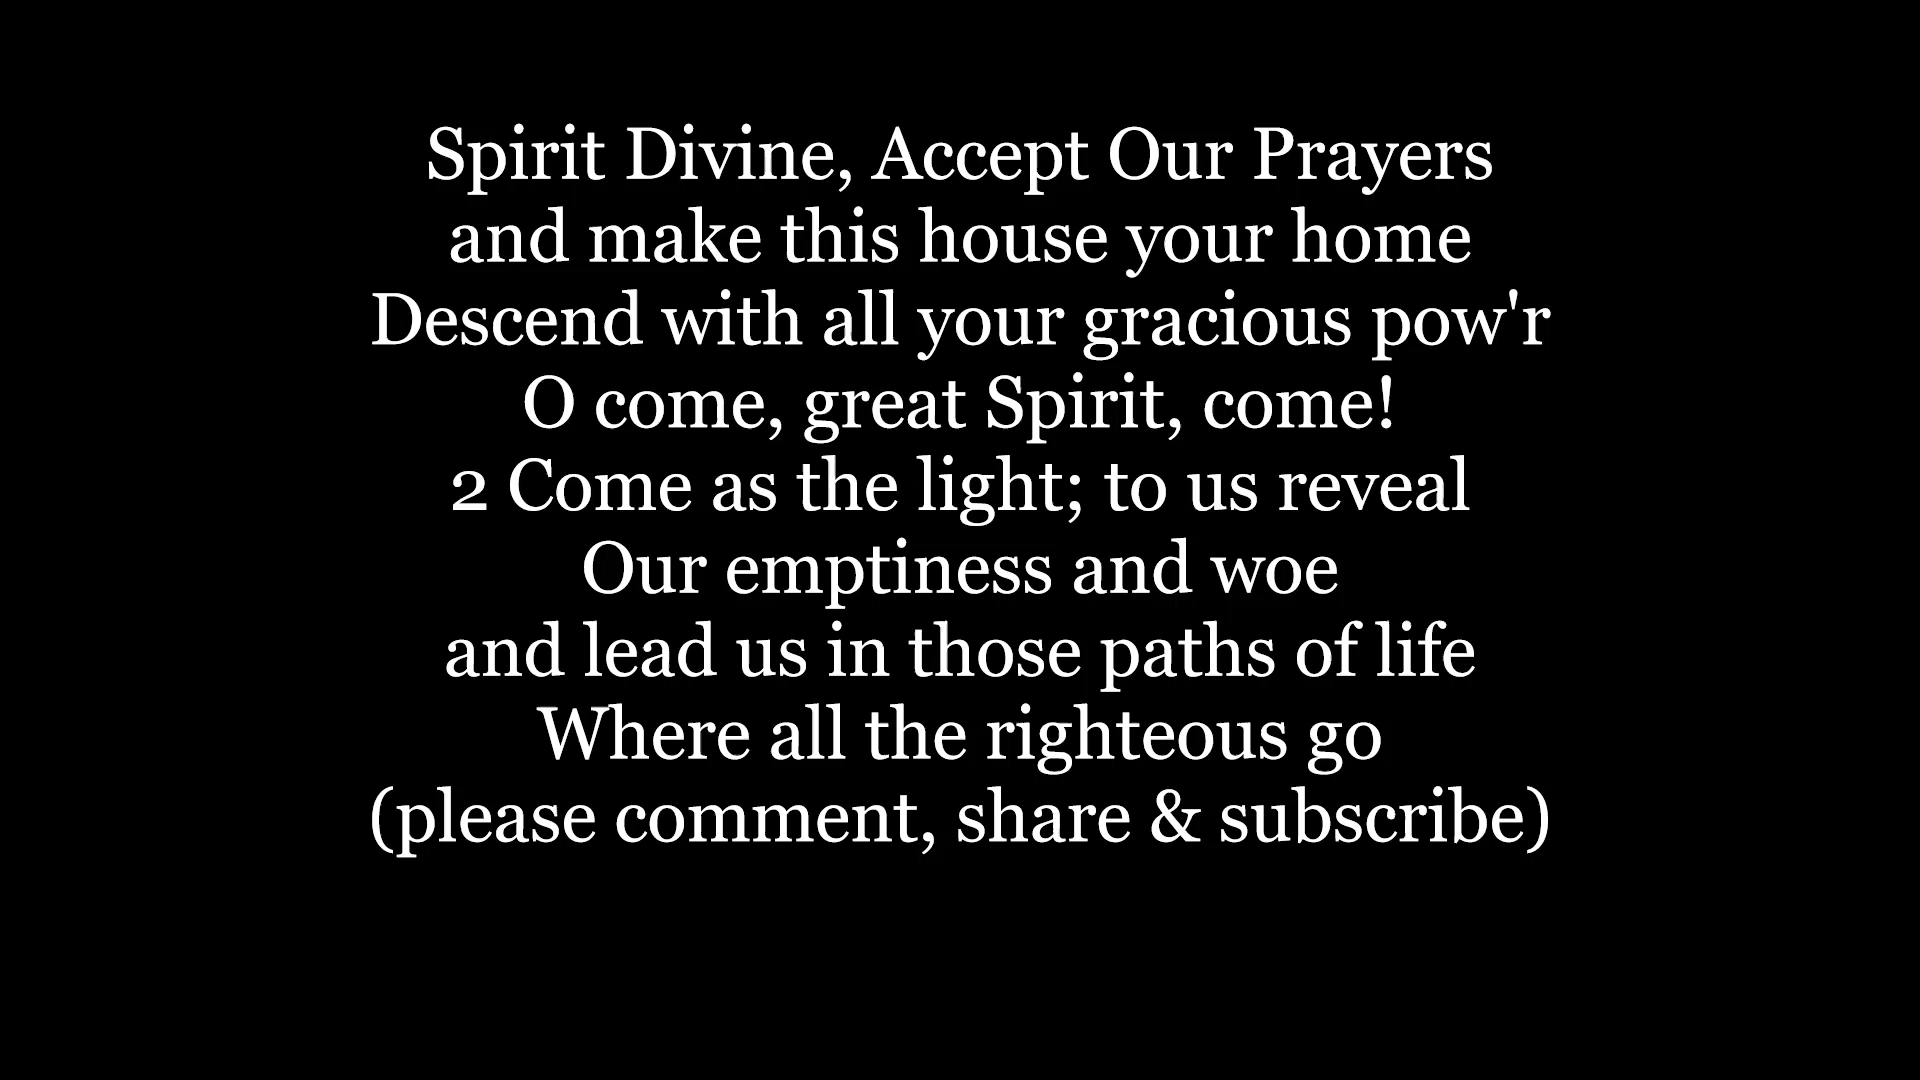 Spirit Divine, Accept Our Prayers
and make this house your home
Descend with all your gracious pow'r
O come, great Spirit, come!
2 Come as the light; to us reveal
Our emptiness and woe
and lead us in those paths of life
Where all the righteous go
(please comment, share & subscribe)